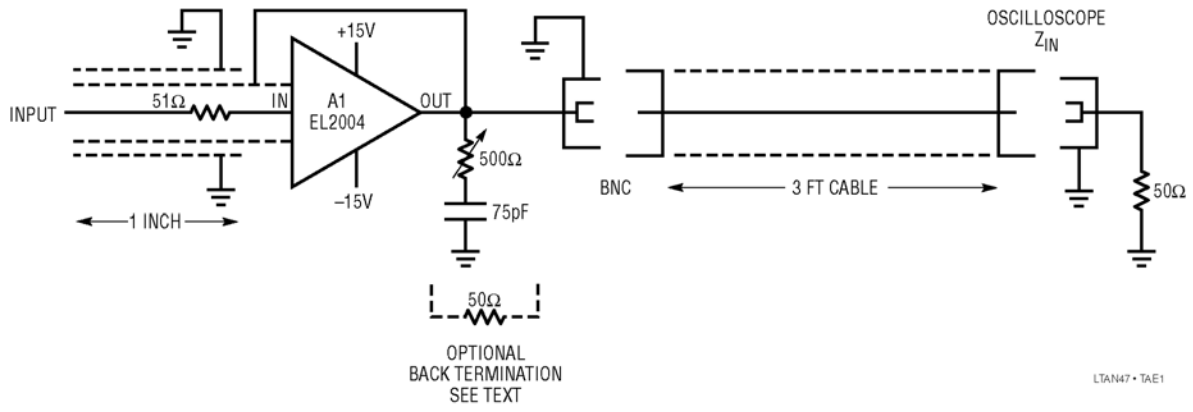 OSCILLOSCOPE
Z_IN
+15V
51Ω
IN
A1
EL2004
OUT
INPUT
500Ω
–15V
BNC
3 FT CABLE
50Ω
1 INCH
75pF
50Ω
OPTIONAL
BACK TERMINATION
SEE TEXT
LTAN47 • TAE1